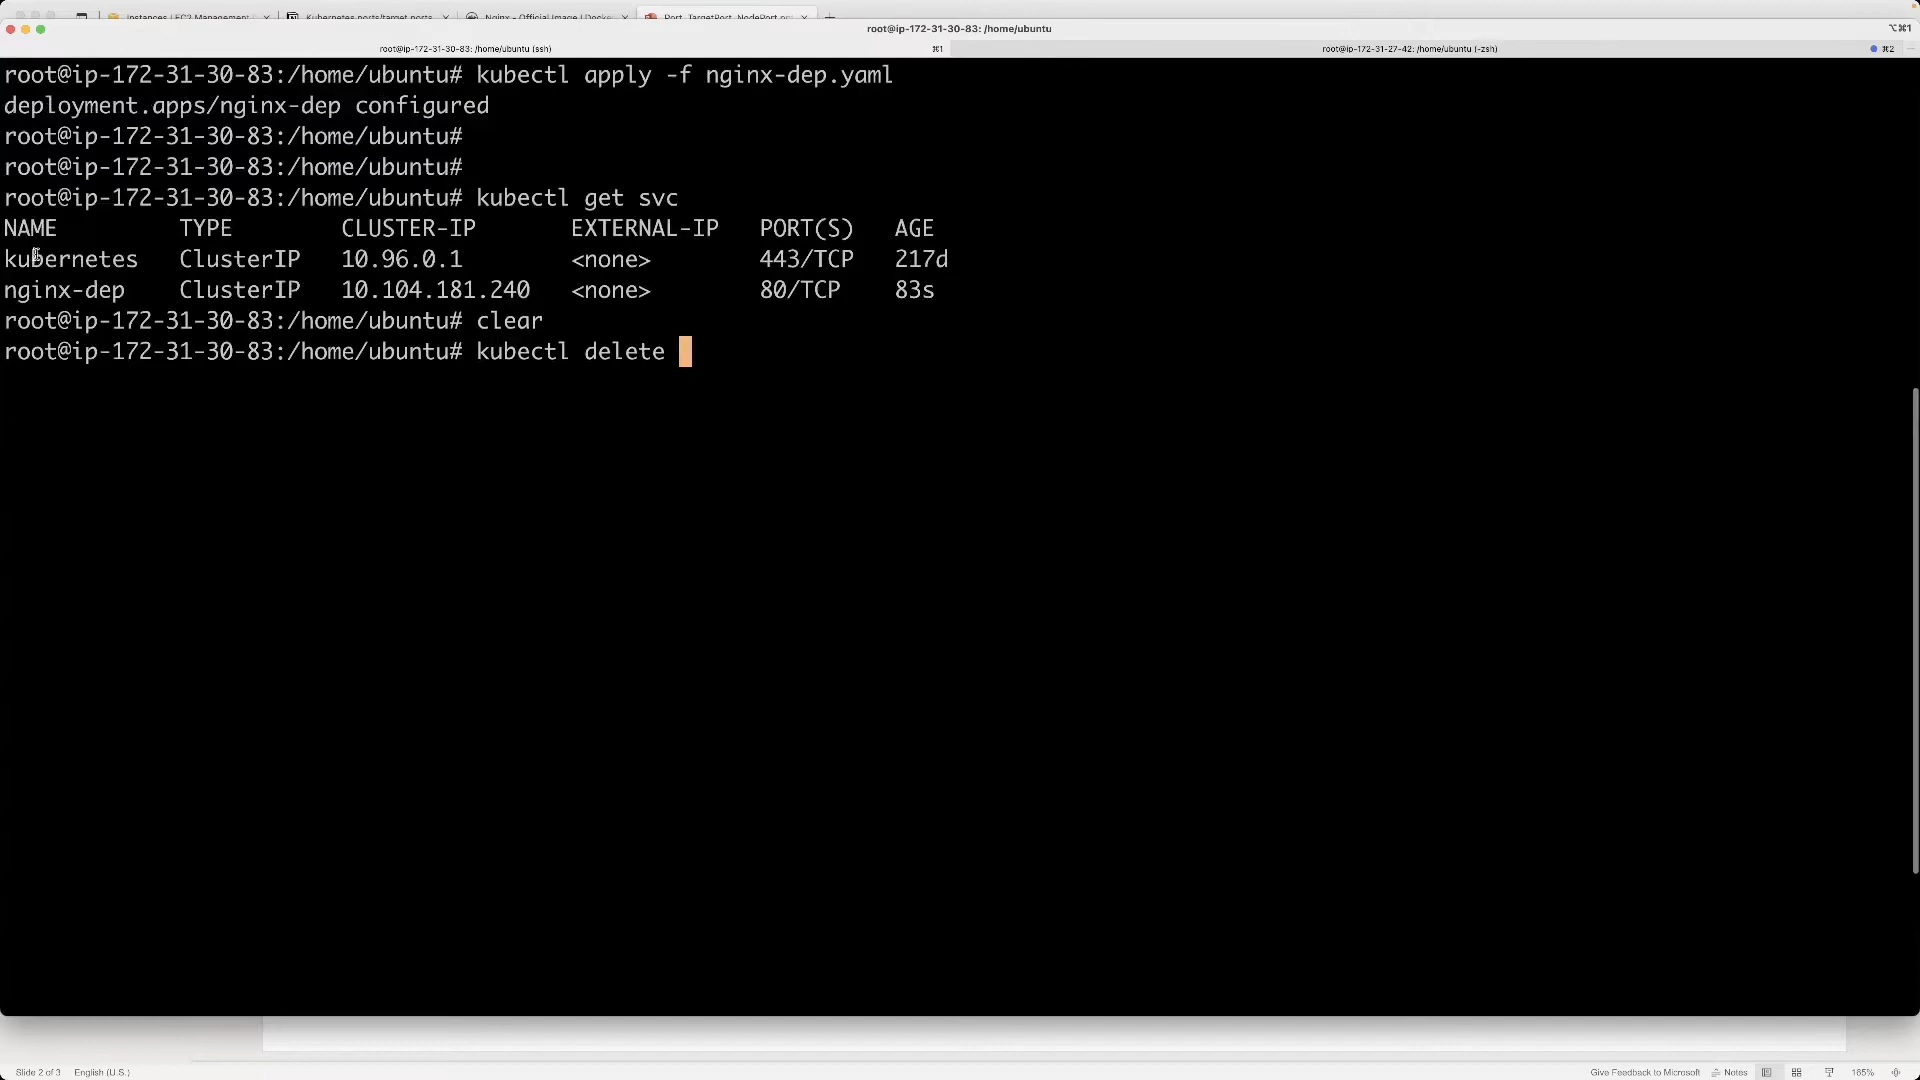 Instances | EC2 Management
Kubernetes ports/target ports
Nginx - Official Image | Docke
Port, TargetPort, NodePort.pp
root@ip-172-31-30-83: /home/ubuntu
⌥⌘1
root@ip-172-31-30-83: /home/ubuntu (ssh)
⌘1
root@ip-172-31-27-42: /home/ubuntu (-zsh)
⌘2
root@ip-172-31-30-83:/home/ubuntu# kubectl apply -f nginx-dep.yaml
deployment.apps/nginx-dep configured
root@ip-172-31-30-83:/home/ubuntu#
root@ip-172-31-30-83:/home/ubuntu#
root@ip-172-31-30-83:/home/ubuntu# kubectl get svc
NAME TYPE CLUSTER-IP EXTERNAL-IP PORT(S) AGE
kubernetes ClusterIP 10.96.0.1 <none> 443/TCP 217d
nginx-dep ClusterIP 10.104.181.240 <none> 80/TCP 83s
root@ip-172-31-30-83:/home/ubuntu# clear
root@ip-172-31-30-83:/home/ubuntu# kubectl delete
Slide 2 of 3 English (U.S.)
Give Feedback to Microsoft Notes 165%